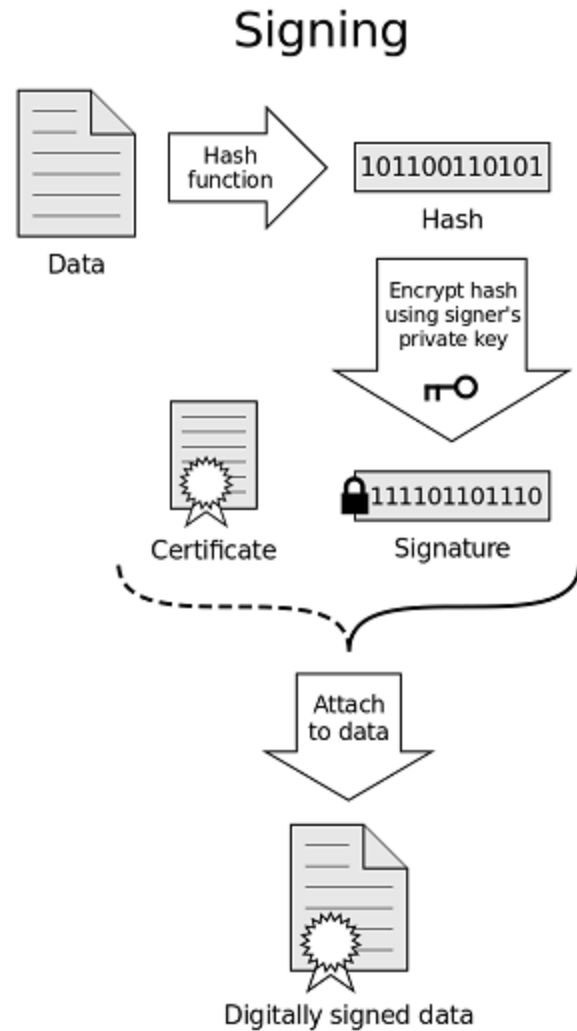 Signing
Hash
function
101100110101
Hash
Data
Encrypt hash
using signer's
private key
111101101110
Certificate
Signature
Attach
to data
Digitally signed data